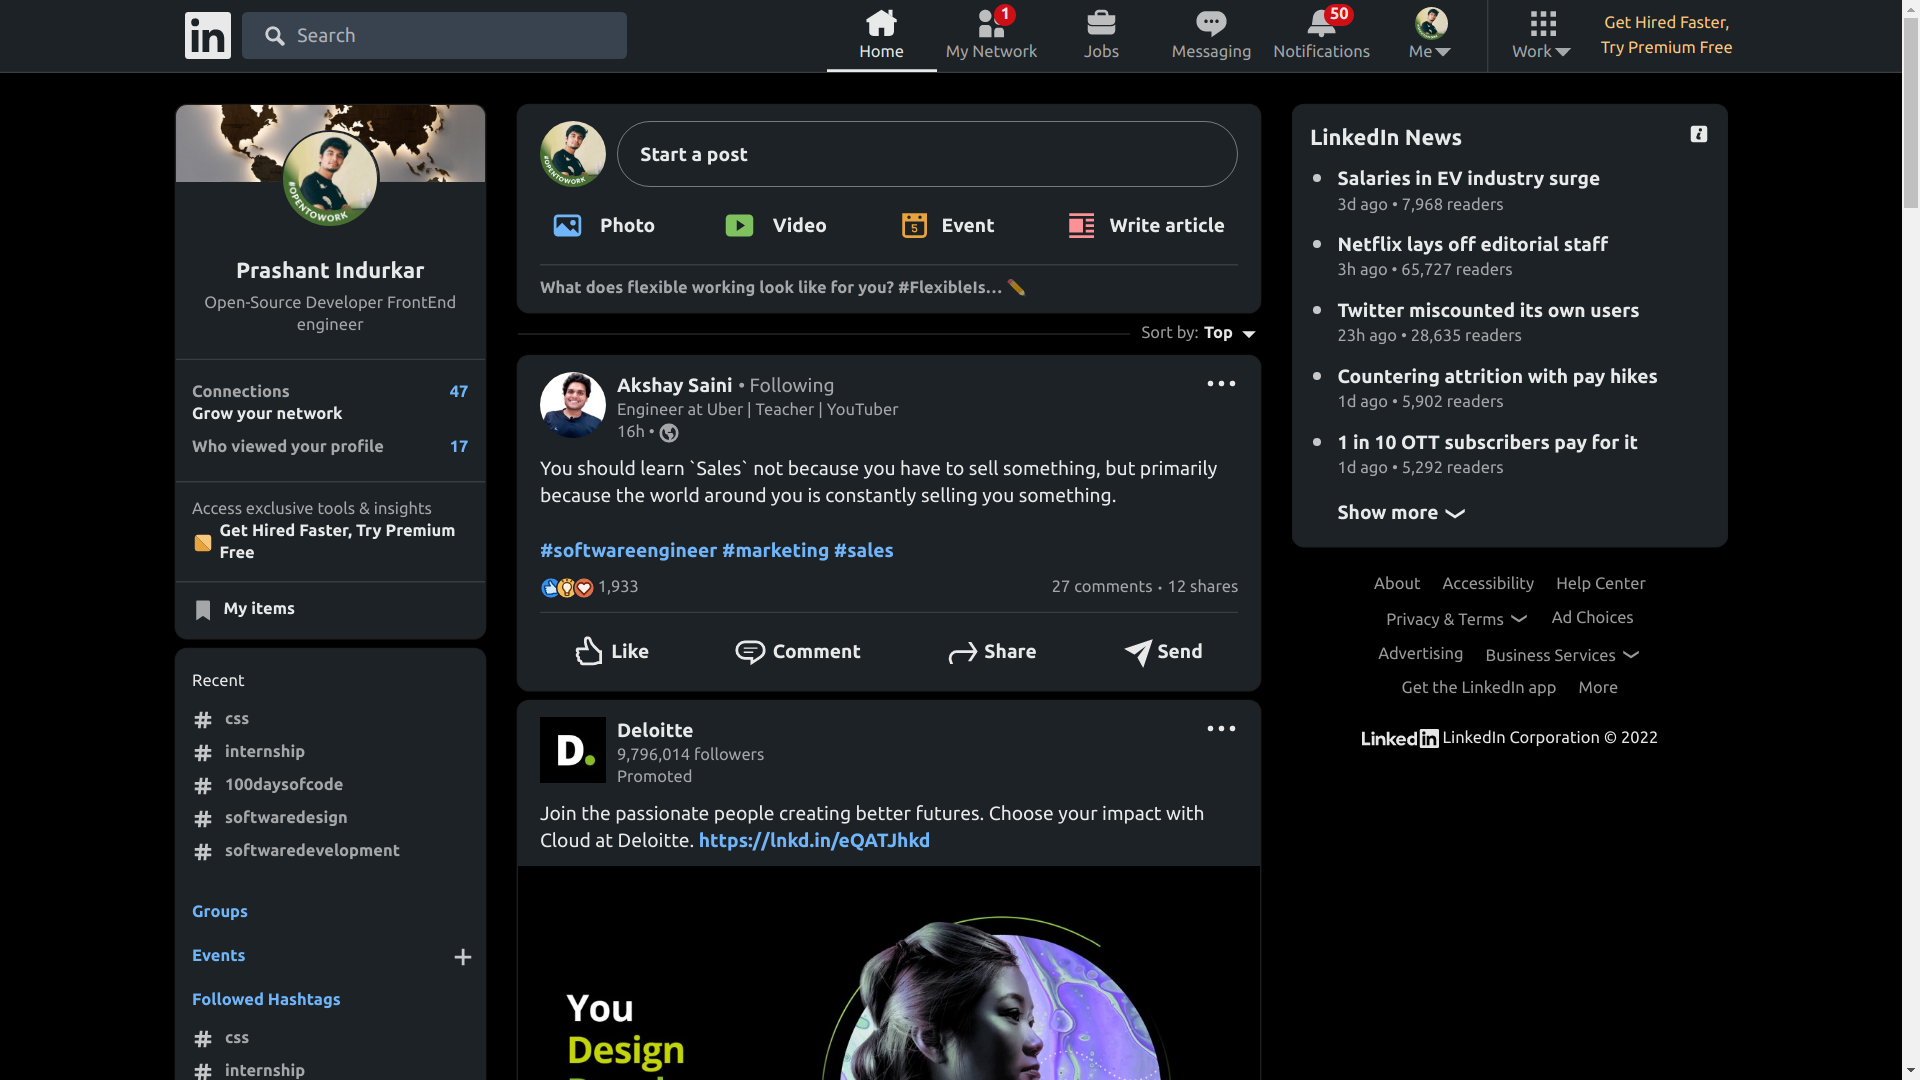 in
Search
Home
1
My Network
Jobs
Messaging
50
Notifications
Me
Work
Get Hired Faster,
Try Premium Free
#OPENTOWORK
Prashant Indurkar
Open-Source Developer FrontEnd
engineer
Connections 47
Grow your network
Who viewed your profile 17
Access exclusive tools & insights
Get Hired Faster, Try Premium
Free
My items
Recent
# css
# internship
# 100daysofcode
# softwaredesign
# softwaredevelopment
Groups
Events +
Followed Hashtags
# css
# internship
#OPENTOWORK
Start a post
Photo
Video
5 Event
Write article
What does flexible working look like for you? #FlexibleIs... ✏️
Sort by: Top
Akshay Saini • Following
Engineer at Uber | Teacher | YouTuber
16h •
You should learn `Sales` not because you have to sell something, but primarily
because the world around you is constantly selling you something.
#softwareengineer #marketing #sales
1,933
27 comments • 12 shares
Like
Comment
Share
Send
D.
Deloitte
9,796,014 followers
Promoted
Join the passionate people creating better futures. Choose your impact with
Cloud at Deloitte. https://lnkd.in/eQATJhkd
You
Design
LinkedIn News
Salaries in EV industry surge
3d ago • 7,968 readers
Netflix lays off editorial staff
3h ago • 65,727 readers
Twitter miscounted its own users
23h ago • 28,635 readers
Countering attrition with pay hikes
1d ago • 5,902 readers
1 in 10 OTT subscribers pay for it
1d ago • 5,292 readers
Show more
About Accessibility Help Center
Privacy & Terms Ad Choices
Advertising Business Services
Get the LinkedIn app More
Linkedin LinkedIn Corporation © 2022